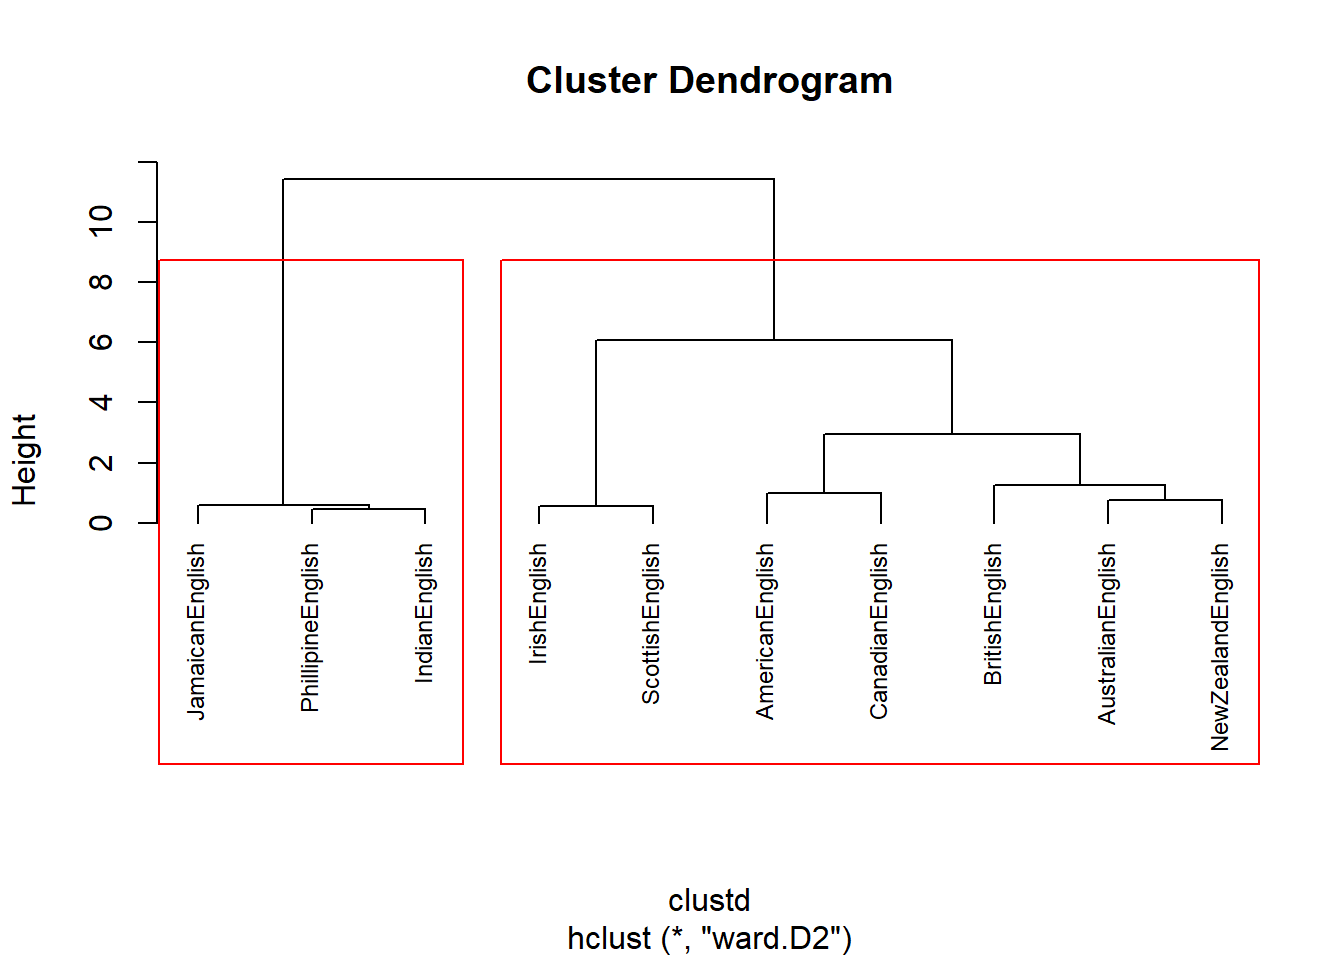 Cluster Dendrogram
Height
10
8
6
4
2
0
JamaicanEnglish
PhillipineEnglish
IndianEnglish
IrishEnglish
ScottishEnglish
AmericanEnglish
CanadianEnglish
BritishEnglish
AustralianEnglish
NewZealandEnglish
clustd
hclust (*, "ward.D2")